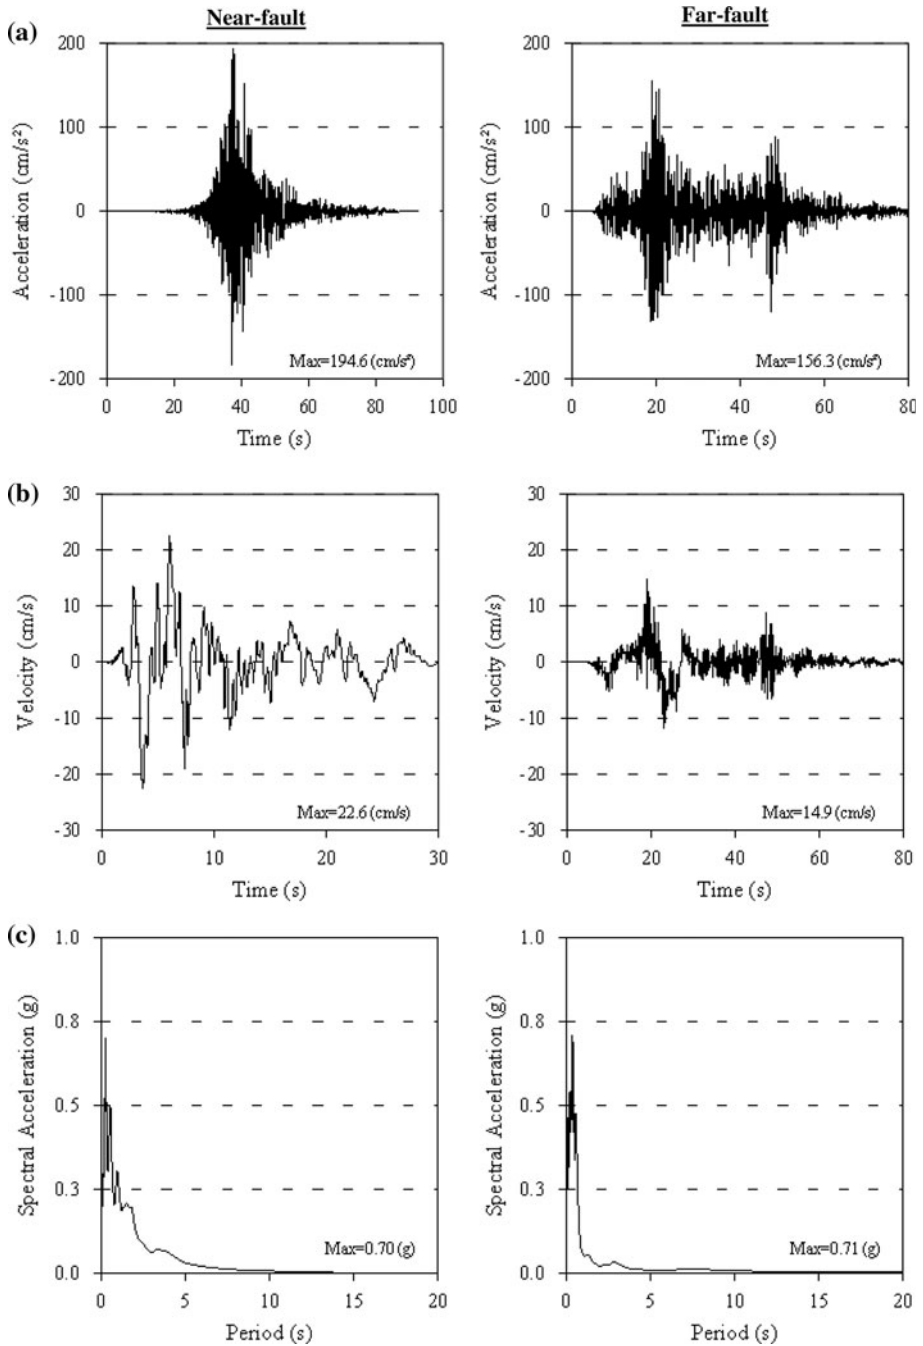 Near-fault
Far-fault
(a)
200
100
0
-100
-200
Acceleration (cm/s²)
Max=194.6 (cm/s²)
0 20 40 60 80 100
Time (s)
200
100
0
-100
-200
Acceleration (cm/s²)
Max=156.3 (cm/s²)
0 20 40 60 80
Time (s)
(b)
30
20
10
0
-10
-20
-30
Velocity (cm/s)
Max=22.6 (cm/s)
0 10 20 30
Time (s)
30
20
10
0
-10
-20
-30
Velocity (cm/s)
Max=14.9 (cm/s)
0 20 40 60 80
Time (s)
(c)
1.0
0.8
0.5
0.3
0.0
Spectral Acceleration (g)
Max=0.70 (g)
0 5 10 15 20
Period (s)
1.0
0.8
0.5
0.3
0.0
Spectral Acceleration (g)
Max=0.71 (g)
0 5 10 15 20
Period (s)